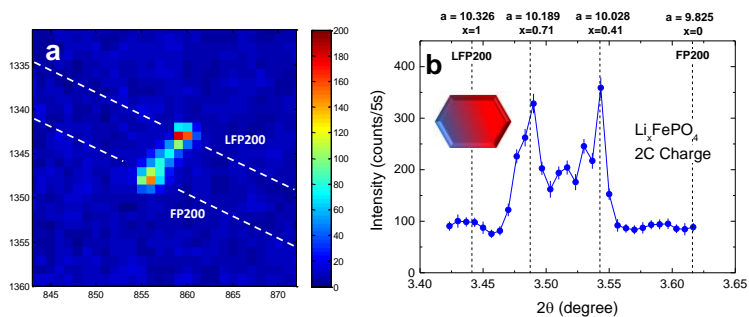 a
1335
1340
1345
1350
1355
1360
845
850
855
860
865
870
LFP200
FP200
200
180
160
140
120
100
80
60
40
20
0
a = 10.326
x=1
a = 10.189
x=0.71
a = 10.028
x=0.41
a = 9.825
x=0
b
LFP200
FP200
LixFePO4
2C Charge
Intensity (counts/5s)
400
300
200
100
0
3.40
3.45
3.50
3.55
3.60
3.65
2θ (degree)